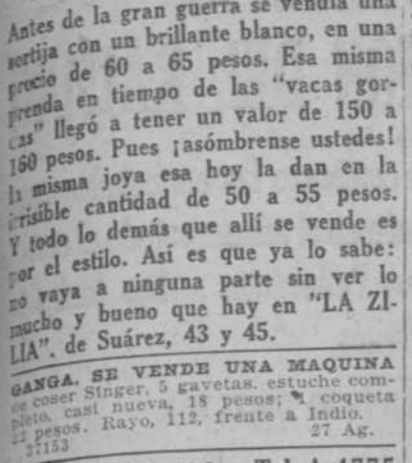 Antes de la gran guerra se vendía una
sortija con un brillante blanco, en una
precio de 60 a 65 pesos. Esa misma
prenda en tiempo de las "vacas gor-
das" llegó a tener un valor de 150 a
160 pesos. Pues ¡asómbrense ustedes!
la misma joya esa hoy la dan en la
irrisible cantidad de 50 a 55 pesos.
Y todo lo demás que allí se vende es
por el estilo. Así es que ya lo sabe:
no vaya a ninguna parte sin ver lo
mucho y bueno que hay en "LA ZI-
LIA", de Suárez, 43 y 45.
GANGA. SE VENDE UNA MAQUINA
de coser Singer, 5 gavetas, estuche com-
pleto, casi nueva, 18 pesos; 1 coqueta
pesos. Rayo, 112, frente a Indio.
37153 27 Ag.